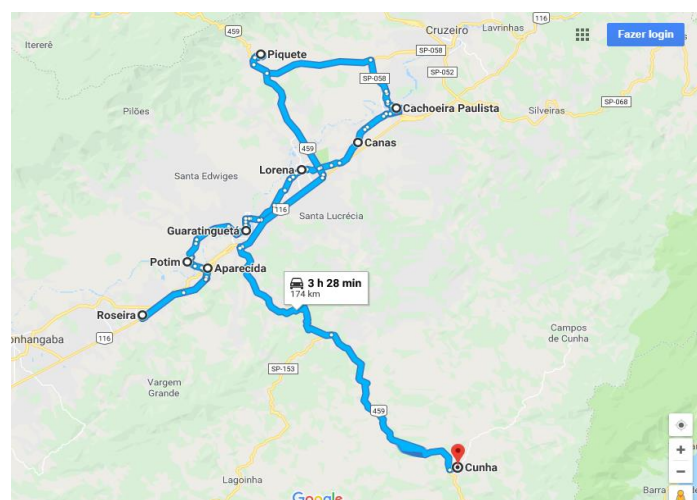 116
Lavrinhas
Itererê
459
Cruzeiro
Fazer login
Piquete
SP-058
SP-058
SP-052
Pilões
Cachoeira Paulista
Silveiras
SP-068
Canas
459
Lorena
Santa Edwiges
116
Santa Lucrécia
Guaratinguetá
Potim
Aparecida
3 h 28 min
174 km
Roseira
onhangaba
116
Campos
de Cunha
SP-153
Vargem
Grande
459
Lagoinha
Cunha
Google
Barra